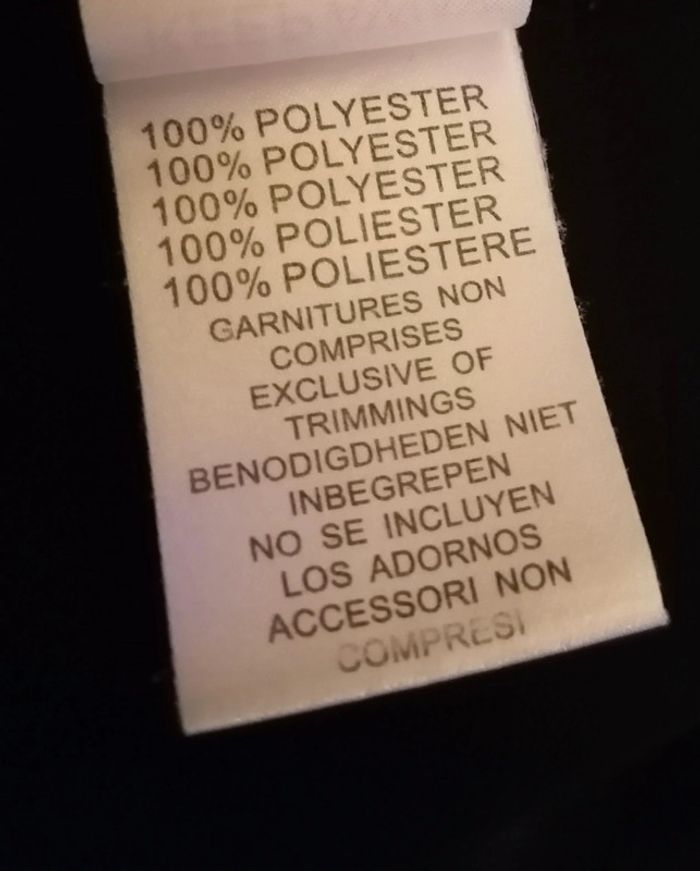 100% POLYESTER
100% POLYESTER
100% POLYESTER
100% POLIESTER
100% POLIESTERE
GARNITURES NON
COMPRISES
EXCLUSIVE OF
TRIMMINGS
BENODIGDHEDEN NIET
INBEGREPEN
NO SE INCLUYEN
LOS ADORNOS
ACCESSORI NON
COMPRESI